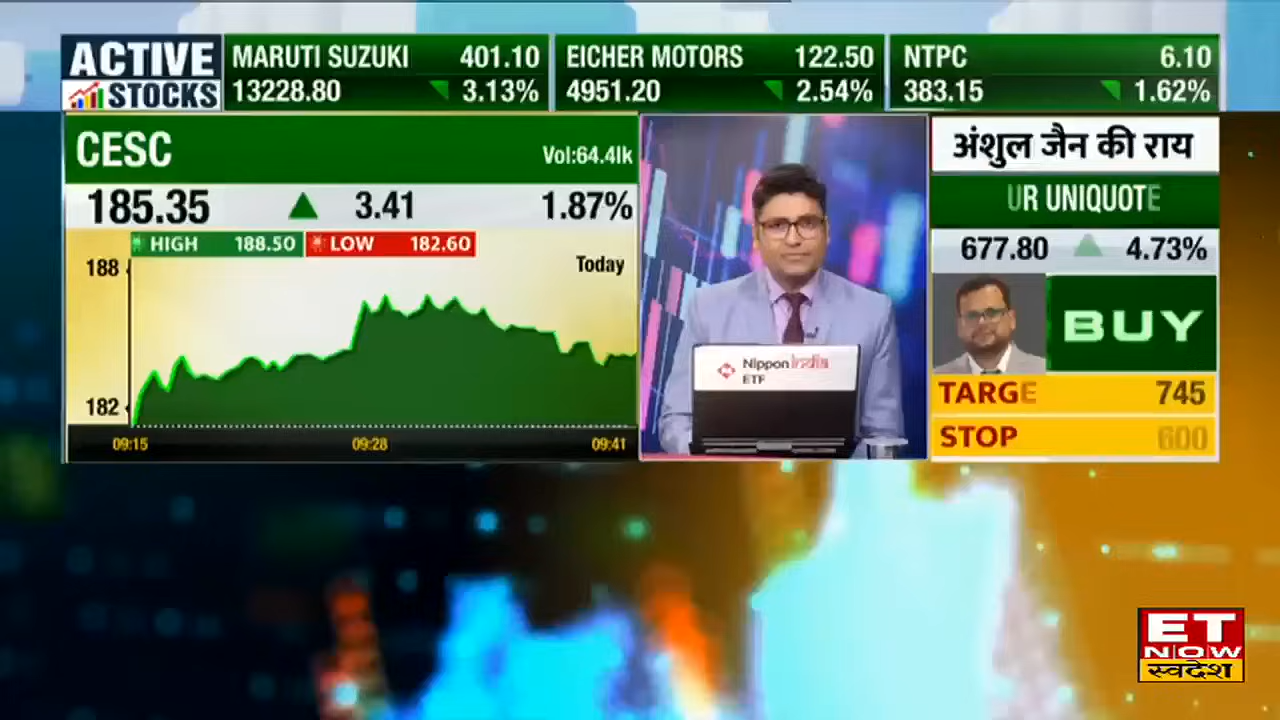 ACTIVE STOCKS
MARUTI SUZUKI 401.10
13228.80 3.13%
EICHER MOTORS 122.50
4951.20 2.54%
NTPC 6.10
383.15 1.62%
CESC Vol:64.4lk
185.35 3.41 1.87%
HIGH 188.50 LOW 182.60
Today
188
182
09:15 09:28 09:41
Nippon India
ETF
अंशुल जैन की राय
UR UNIQUOTE
677.80 4.73%
BUY
TARGE 745
STOP 600
ET
NOW
स्वदेश